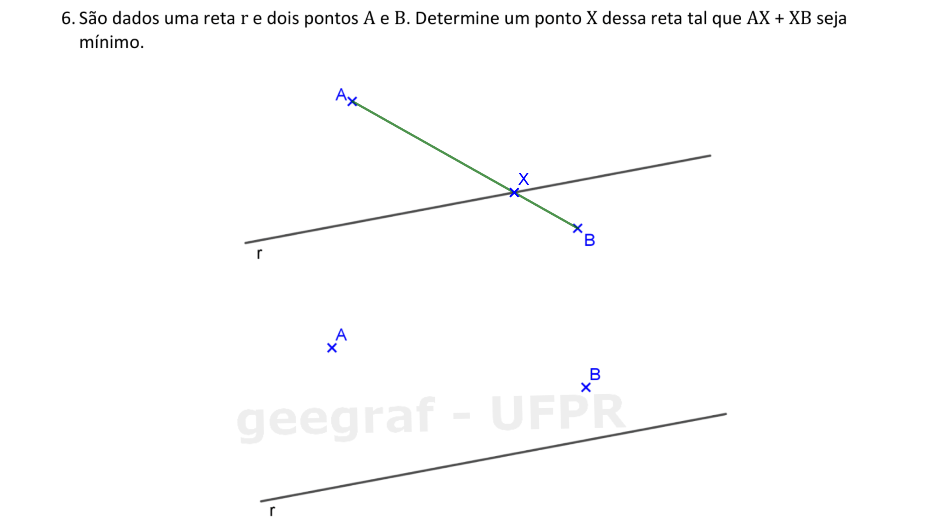 6. São dados uma reta r e dois pontos A e B. Determine um ponto X dessa reta tal que AX + XB seja
mínimo.
A
X
B
r
A
B
geegraf - UFPR
r